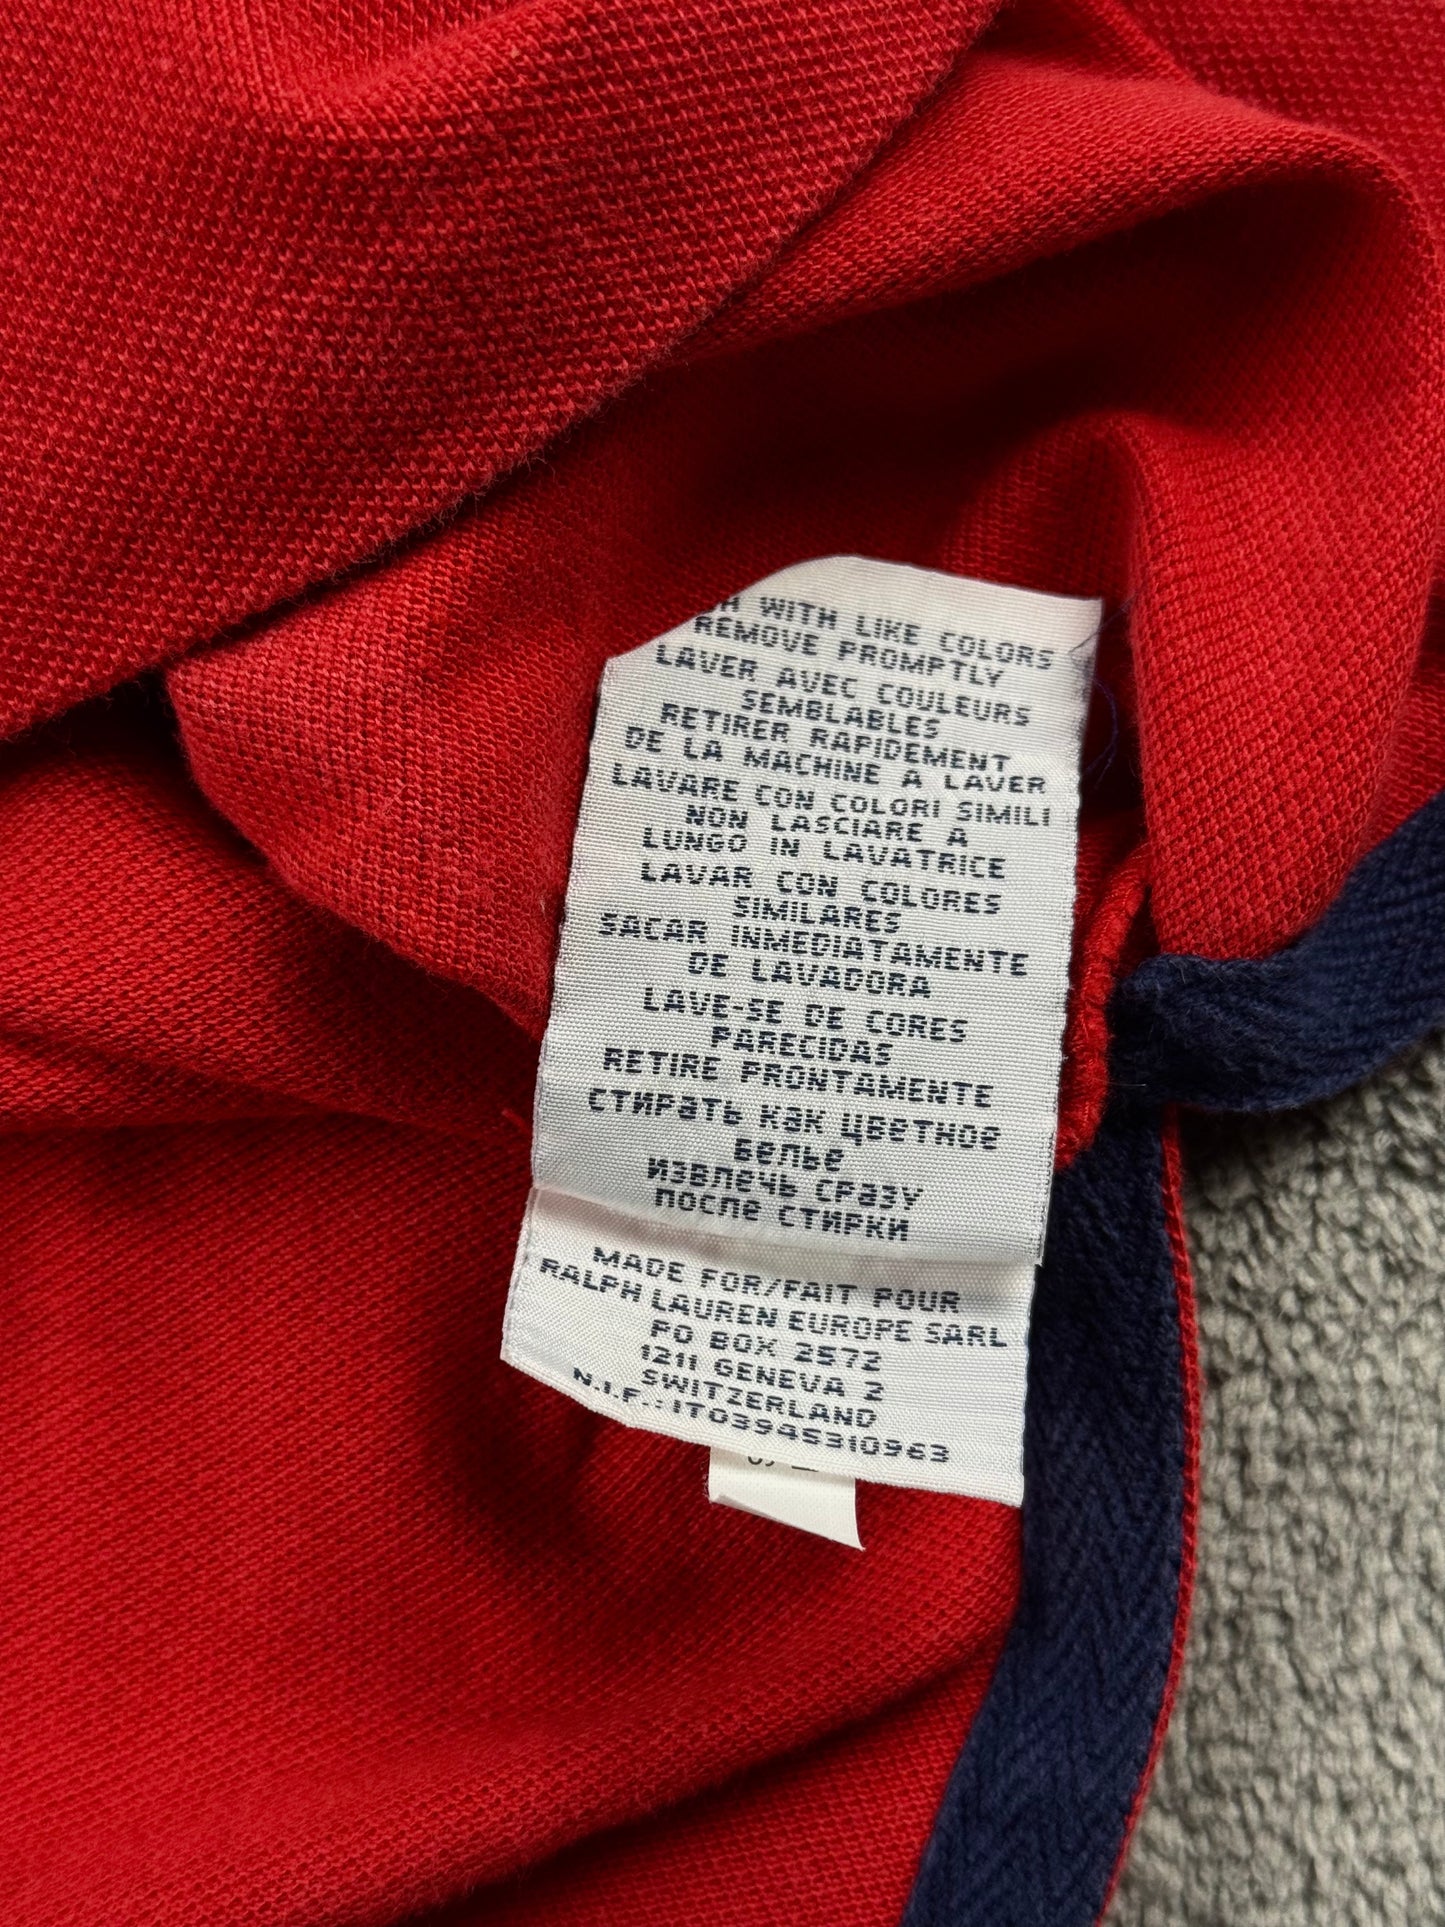 WITH LIKE COLORS
REMOVE PROMPTLY
LAVER AVEC COULEURS
SEMBLABLES
RETIRER RAPIDEMENT
DE LA MACHINE A LAVER
LAVARE CON COLORI SIMILI
NON LASCIARE A
LUNGO IN LAVATRICE
LAVAR CON COLORES
SIMILARES
SACAR INMEDIATAMENTE
DE LAVADORA
LAVE-SE DE CORES
PARECIDAS
RETIRE PRONTAMENTE
СТИРАТЬ КАК ЦВЕТНОЕ
БЕЛЬЕ
ИЗВЛЕЧЬ СРАЗУ
ПОСЛЕ СТИРКИ
MADE FOR/FAIT POUR
RALPH LAUREN EUROPE SARL
PO BOX 2572
1211 GENEVA 2
SWITZERLAND
N.I.F.: IT03945310963